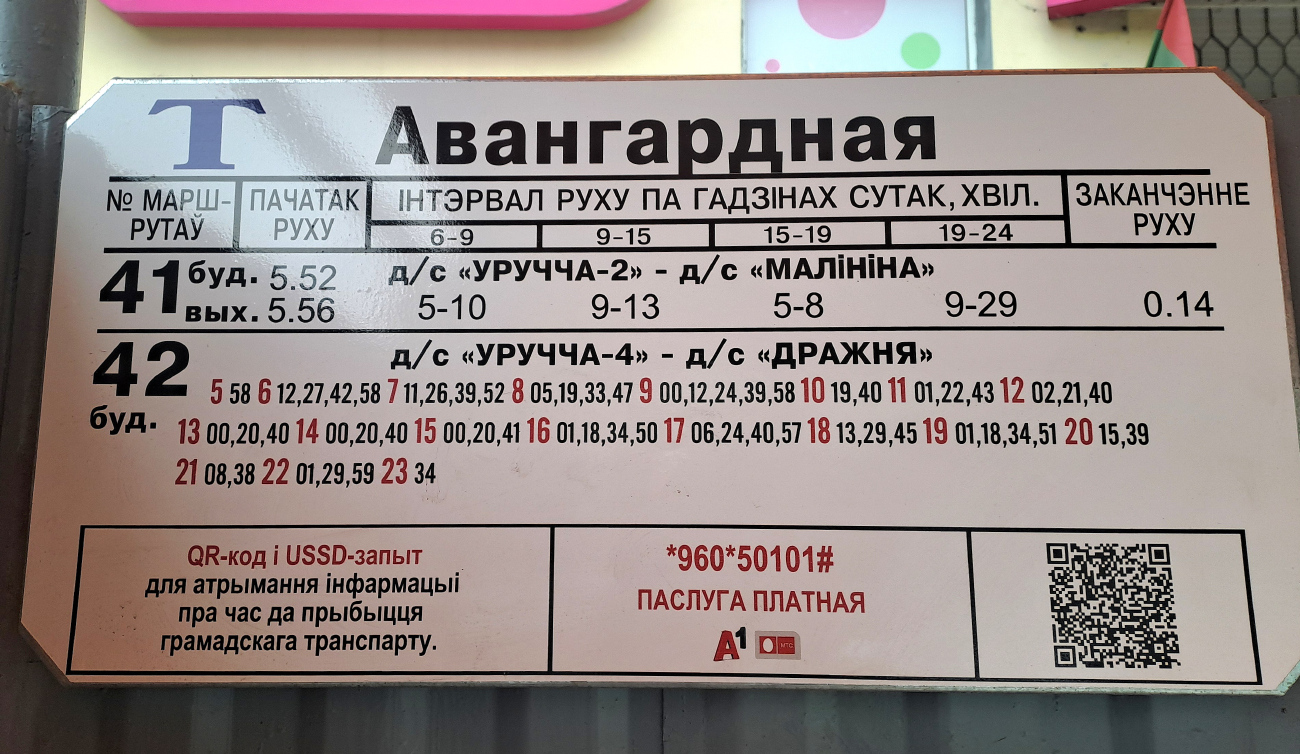 Т Авангардная
№ МАРШ- ПАЧАТАК ІНТЭРВАЛ РУХУ ПА ГАДЗІНАХ СУТАК, ХВІЛ. ЗАКАНЧЭННЕ
РУТАЎ РУХУ 6-9 9-15 15-19 19-24 РУХУ
41 буд. 5.52 д/с «УРУЧЧА-2» - д/с «МАЛіНіНА»
вых. 5.56 5-10 9-13 5-8 9-29 0.14
42 д/с «УРУЧЧА-4» - д/с «ДРАЖНЯ»
5 58 6 12,27,42,58 7 11,26,39,52 8 05,19,33,47 9 00,12,24,39,58 10 19,40 11 01,22,43 12 02,21,40
буд. 13 00,20,40 14 00,20,40 15 00,20,41 16 01,18,34,50 17 06,24,40,57 18 13,29,45 19 01,18,34,51 20 15,39
21 08,38 22 01,29,59 23 34
QR-код і USSD-запыт
для атрымання інфармацыі
пра час да прыбыцця
грамадскага транспарту.
*960*50101#
ПАСЛУГА ПЛАТНАЯ
A1 МТС